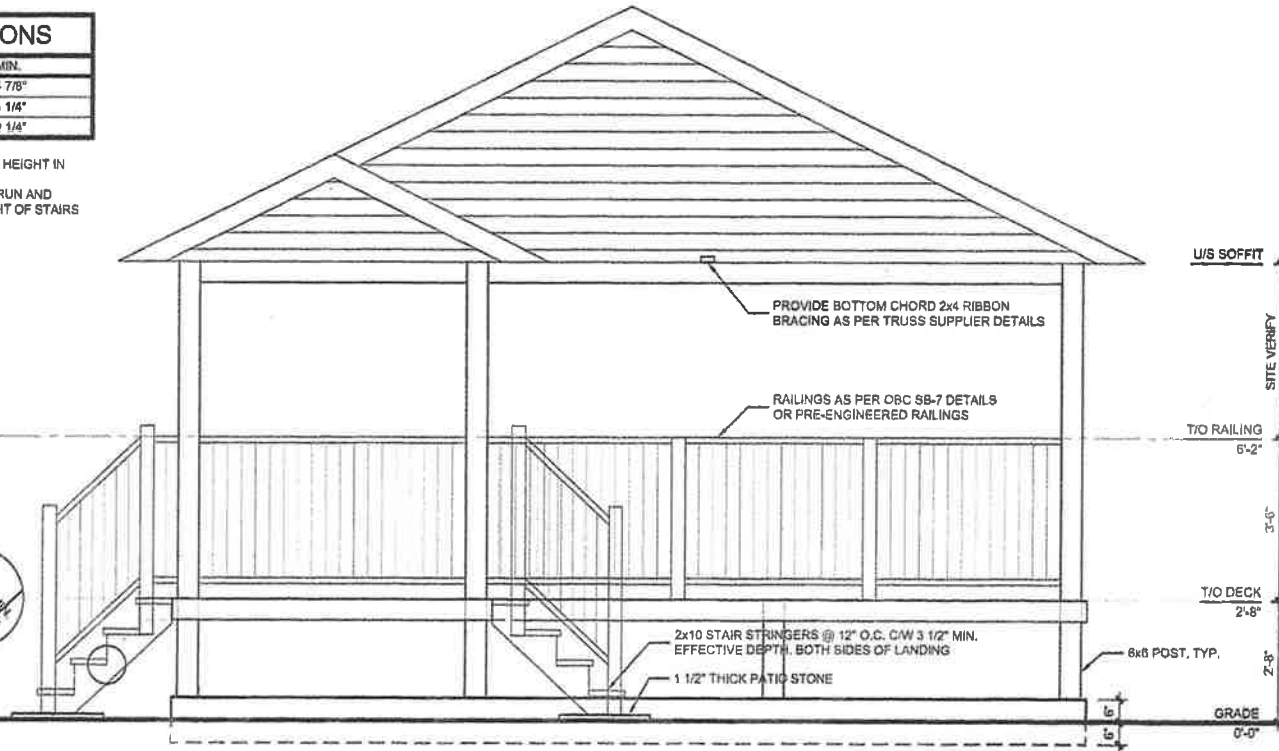 ONS
MIN.
7/8"
1/4"
1/4"
HEIGHT IN
RUN AND
HT OF STAIRS
U/S SOFFIT
PROVIDE BOTTOM CHORD 2x4 RIBBON
BRACING AS PER TRUSS SUPPLIER DETAILS
SITE VERIFY
RAILINGS AS PER OBC SB-7 DETAILS
OR PRE-ENGINEERED RAILINGS
T/O RAILING
6'-2"
3'-6"
T/O DECK
2'-8"
2x10 STAIR STRINGERS @ 12" O.C. C/W 3 1/2" MIN.
EFFECTIVE DEPTH, BOTH SIDES OF LANDING
6x6 POST, TYP.
2'-8"
1 1/2" THICK PATIO STONE
6"
GRADE
6"
0'-0"